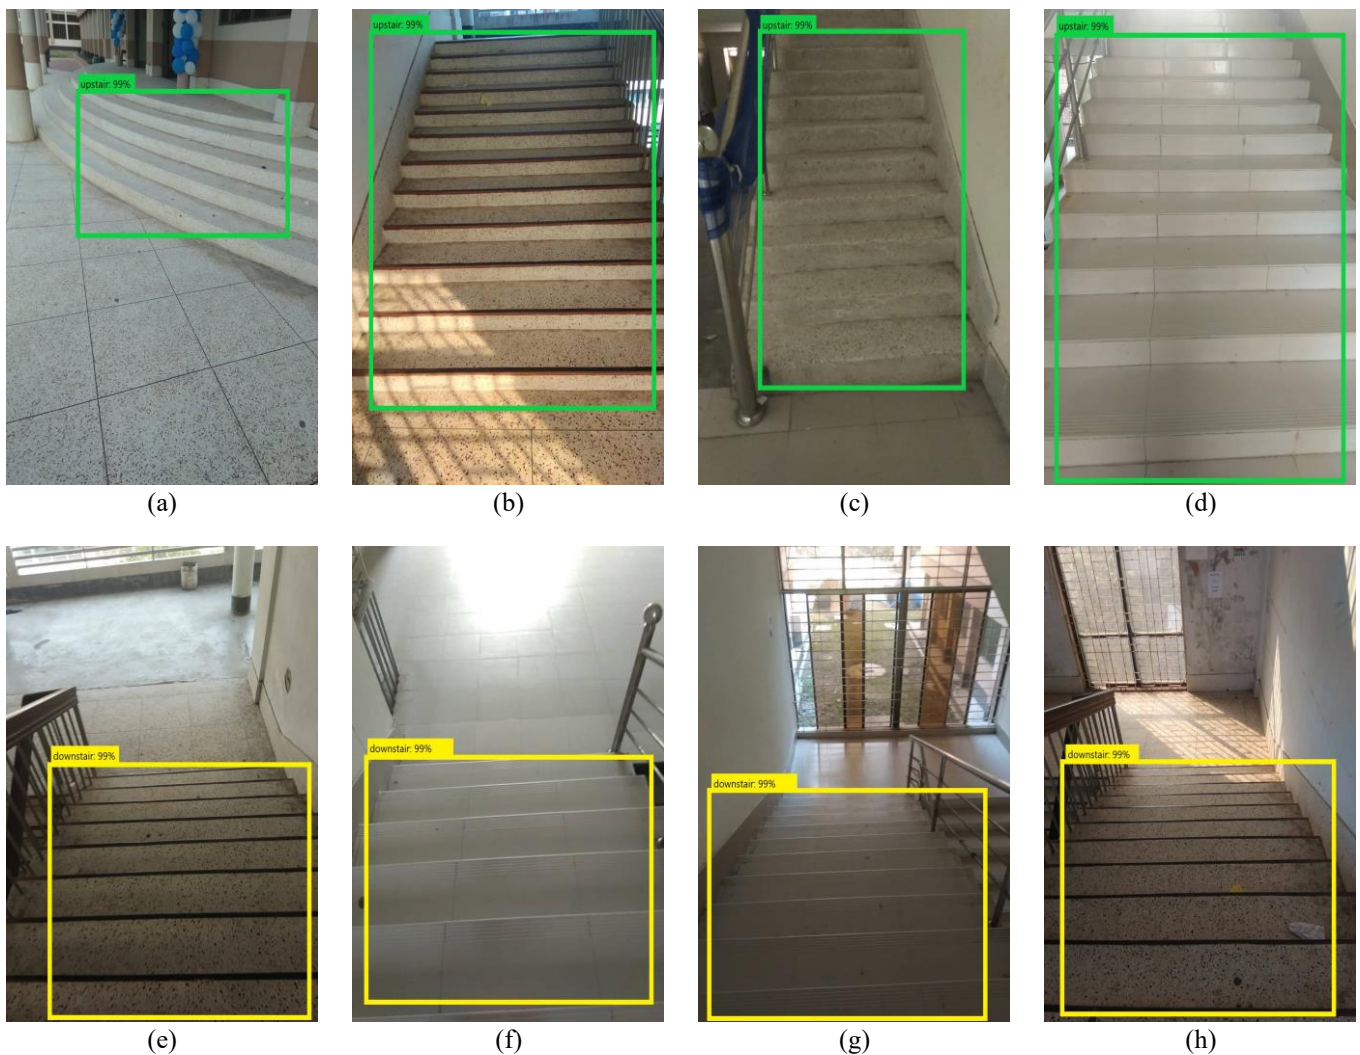 upstair: 99%
upstair: 99%
upstair: 99%
upstair: 99%
(a)
(b)
(c)
(d)
downstair: 99%
downstair: 99%
downstair: 99%
downstair: 99%
(e)
(f)
(g)
(h)